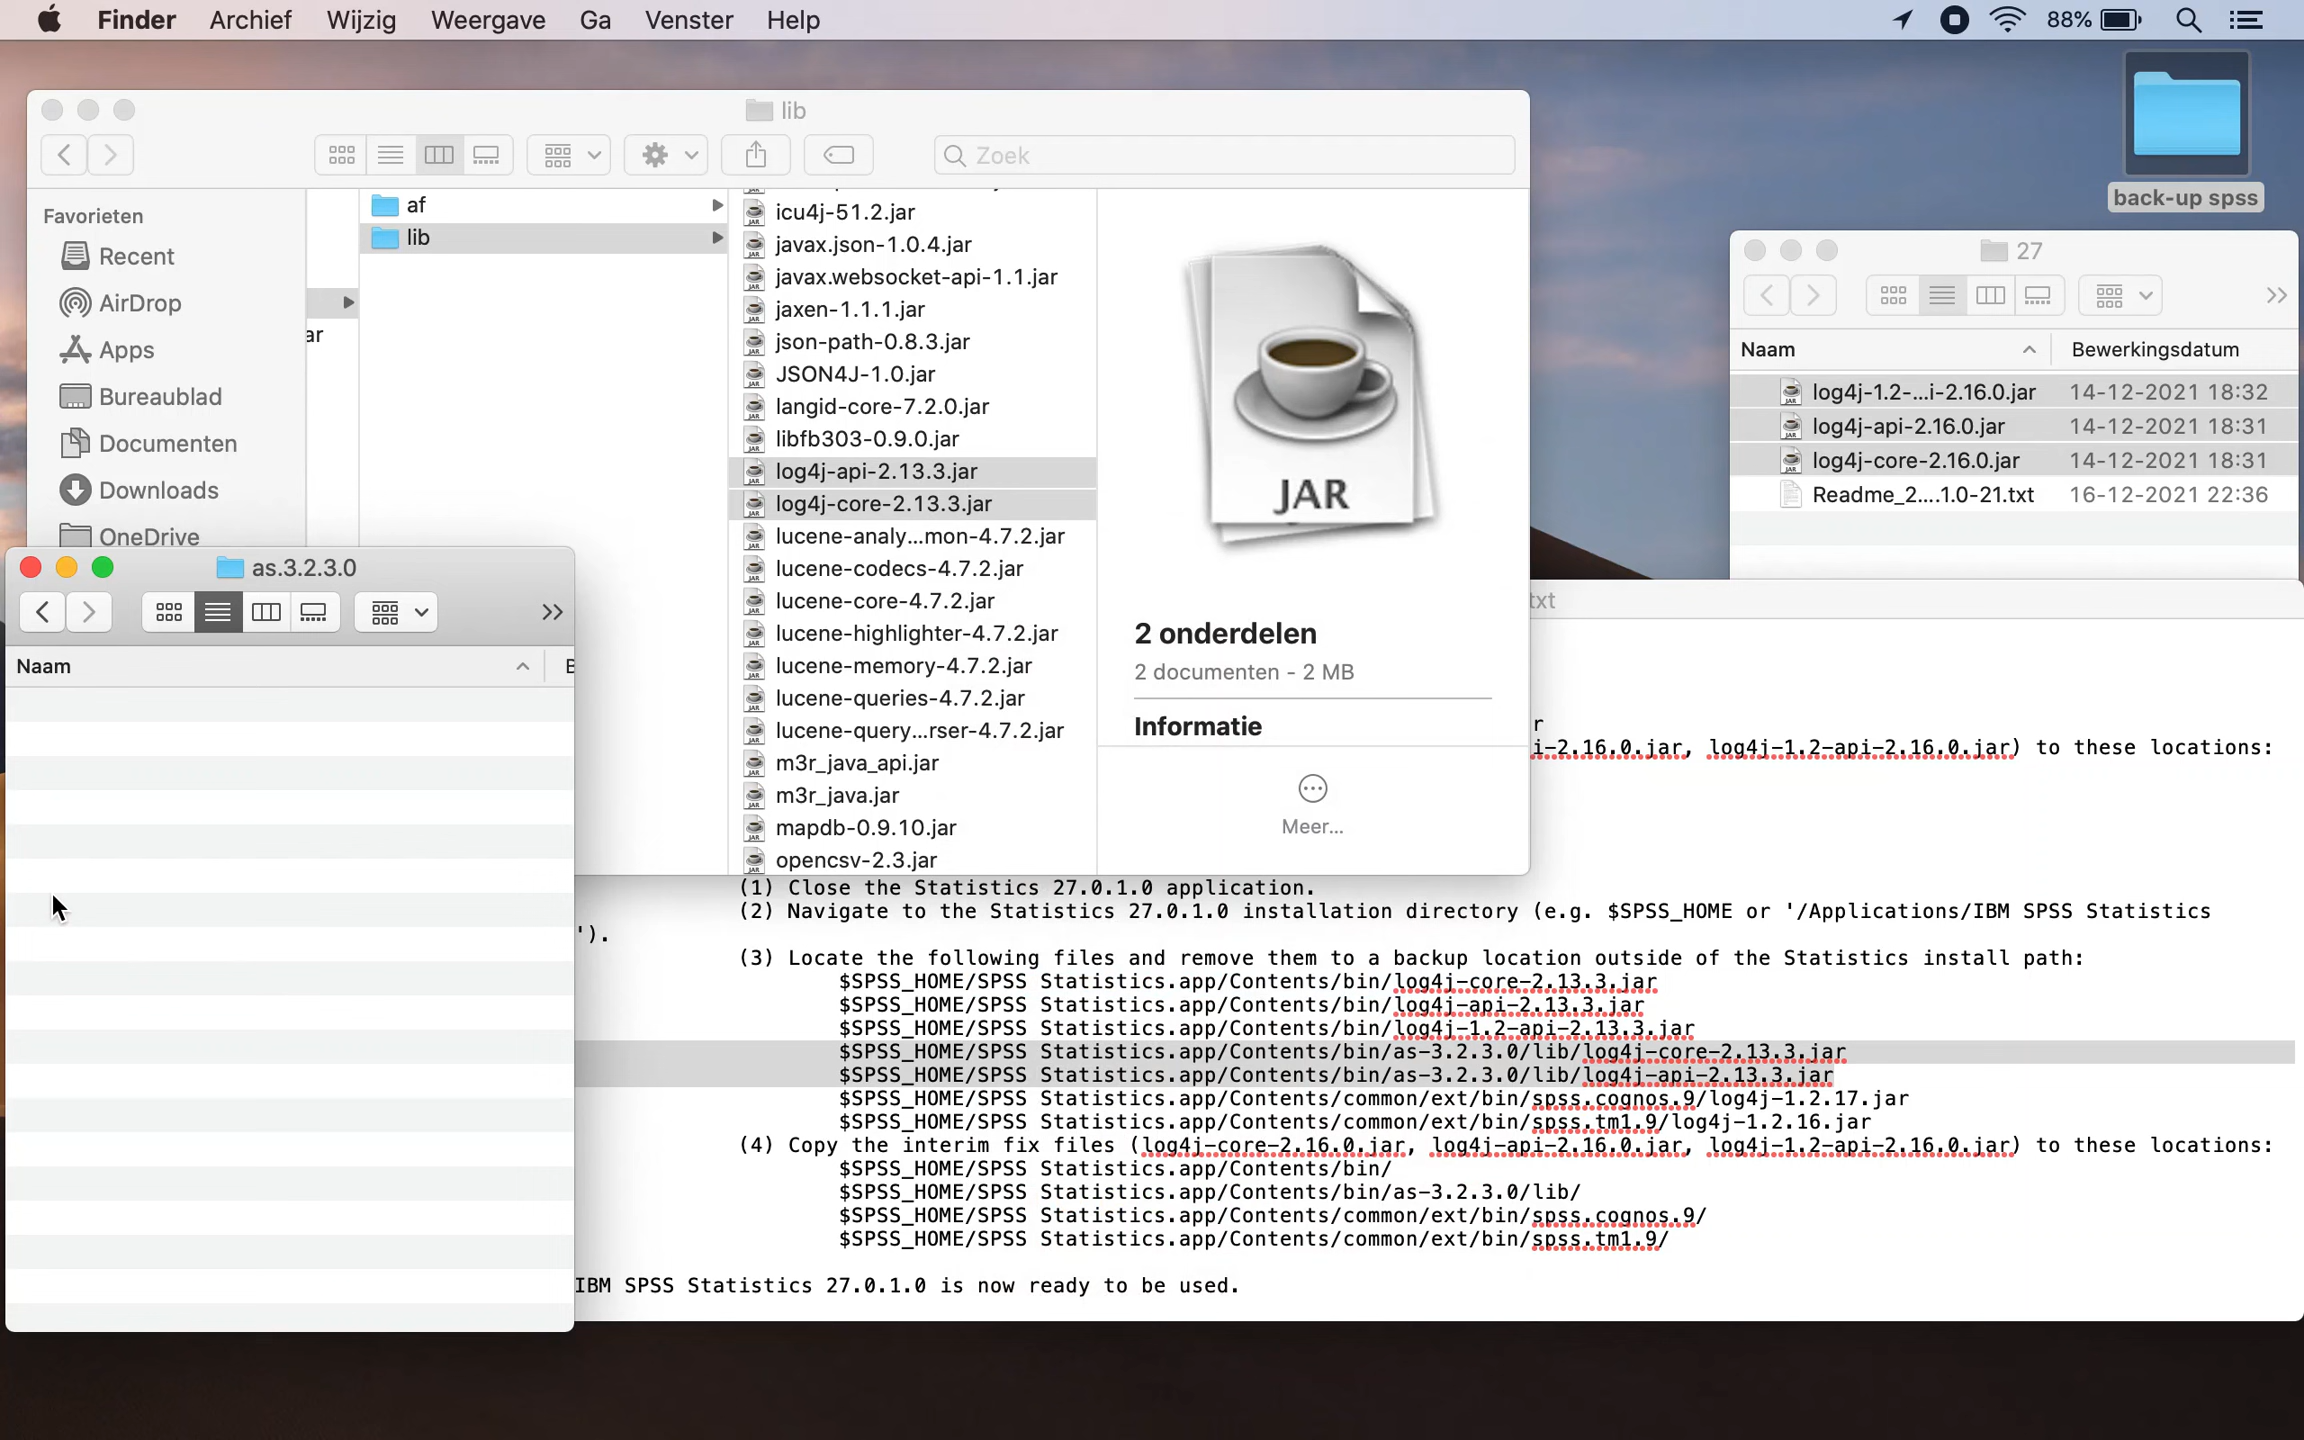 Finder Archief Wijzig Weergave Ga Venster Help 88%
back-up spss
lib
Zoek
Favorieten
Recent
AirDrop
Apps
Bureaublad
Documenten
Downloads
OneDrive
ar
af
lib
icu4j-51.2.jar
javax.json-1.0.4.jar
javax.websocket-api-1.1.jar
jaxen-1.1.1.jar
json-path-0.8.3.jar
JSON4J-1.0.jar
langid-core-7.2.0.jar
libfb303-0.9.0.jar
log4j-api-2.13.3.jar
log4j-core-2.13.3.jar
lucene-analy...mon-4.7.2.jar
lucene-codecs-4.7.2.jar
lucene-core-4.7.2.jar
lucene-highlighter-4.7.2.jar
lucene-memory-4.7.2.jar
lucene-queries-4.7.2.jar
lucene-query...rser-4.7.2.jar
m3r_java_api.jar
m3r_java.jar
mapdb-0.9.10.jar
opencsv-2.3.jar
JAR
2 onderdelen
2 documenten - 2 MB
Informatie
Meer...
27
Naam Bewerkingsdatum
log4j-1.2-...i-2.16.0.jar 14-12-2021 18:32
log4j-api-2.16.0.jar 14-12-2021 18:31
log4j-core-2.16.0.jar 14-12-2021 18:31
Readme_2....1.0-21.txt 16-12-2021 22:36
as.3.2.3.0
Naam
txt
r
i-2.16.0.jar, log4j-1.2-api-2.16.0.jar) to these locations:
(1) Close the Statistics 27.0.1.0 application.
(2) Navigate to the Statistics 27.0.1.0 installation directory (e.g. $SPSS_HOME or '/Applications/IBM SPSS Statistics
').
(3) Locate the following files and remove them to a backup location outside of the Statistics install path:
$SPSS_HOME/SPSS Statistics.app/Contents/bin/log4j-core-2.13.3.jar
$SPSS_HOME/SPSS Statistics.app/Contents/bin/log4j-api-2.13.3.jar
$SPSS_HOME/SPSS Statistics.app/Contents/bin/log4j-1.2-api-2.13.3.jar
$SPSS_HOME/SPSS Statistics.app/Contents/bin/as-3.2.3.0/lib/log4j-core-2.13.3.jar
$SPSS_HOME/SPSS Statistics.app/Contents/bin/as-3.2.3.0/lib/log4j-api-2.13.3.jar
$SPSS_HOME/SPSS Statistics.app/Contents/common/ext/bin/spss.cognos.9/log4j-1.2.17.jar
$SPSS_HOME/SPSS Statistics.app/Contents/common/ext/bin/spss.tm1.9/log4j-1.2.16.jar
(4) Copy the interim fix files (log4j-core-2.16.0.jar, log4j-api-2.16.0.jar, log4j-1.2-api-2.16.0.jar) to these locations:
$SPSS_HOME/SPSS Statistics.app/Contents/bin/
$SPSS_HOME/SPSS Statistics.app/Contents/bin/as-3.2.3.0/lib/
$SPSS_HOME/SPSS Statistics.app/Contents/common/ext/bin/spss.cognos.9/
$SPSS_HOME/SPSS Statistics.app/Contents/common/ext/bin/spss.tm1.9/
IBM SPSS Statistics 27.0.1.0 is now ready to be used.